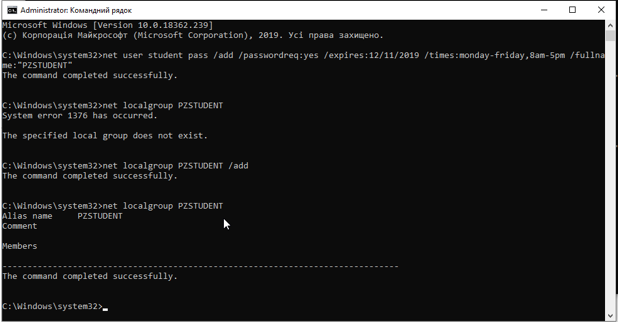 Administrator: Командний рядок
Microsoft Windows [Version 10.0.18362.239]
(c) Корпорація Майкрософт (Microsoft Corporation), 2019. Усі права захищено.
C:\Windows\system32>net user student pass /add /passwordreq:yes /expires:12/11/2019 /times:monday-friday,8am-5pm /fullna
me:"PZSTUDENT"
The command completed successfully.
C:\Windows\system32>net localgroup PZSTUDENT
System error 1376 has occurred.
The specified local group does not exist.
C:\Windows\system32>net localgroup PZSTUDENT /add
The command completed successfully.
C:\Windows\system32>net localgroup PZSTUDENT
Alias name     PZSTUDENT
Comment
Members
-------------------------------------------------------------------------------
The command completed successfully.
C:\Windows\system32>